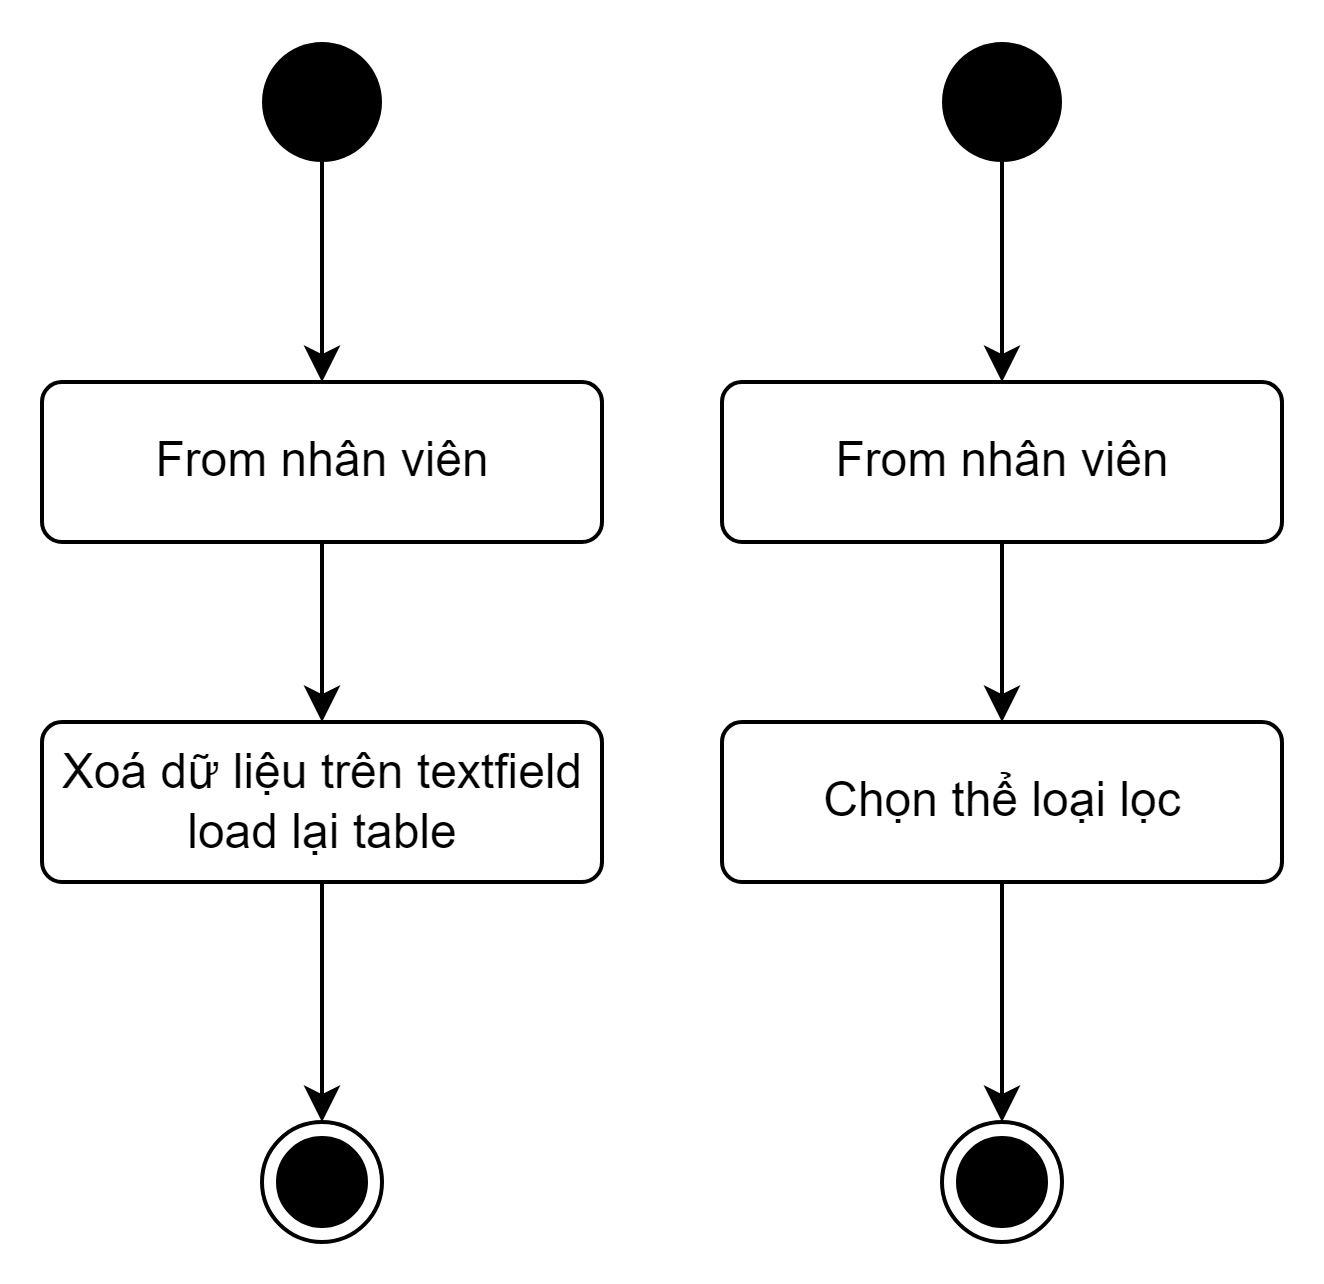 From nhân viên
From nhân viên
Xoá dữ liệu trên textfield
load lại table
Chọn thể loại lọc